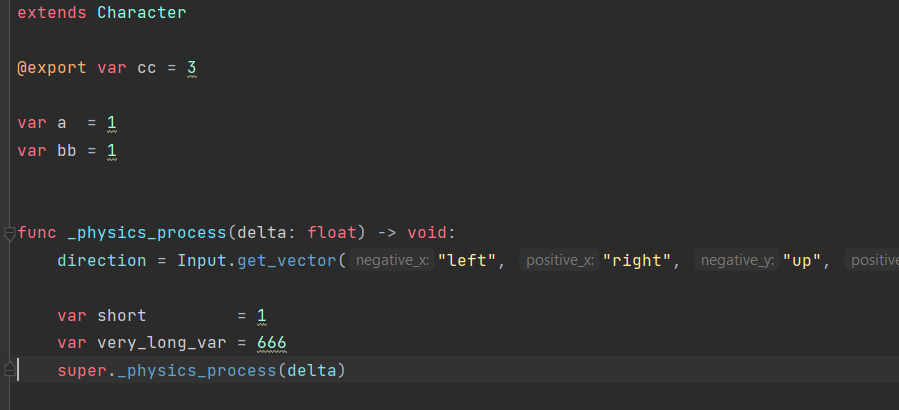 extends Character
@export var cc = 3
var a  = 1
var bb = 1
func _physics_process(delta: float) -> void:
    direction = Input.get_vector( negative_x: "left", positive_x: "right", negative_y: "up", positive
    var short         = 1
    var very_long_var = 666
    super._physics_process(delta)